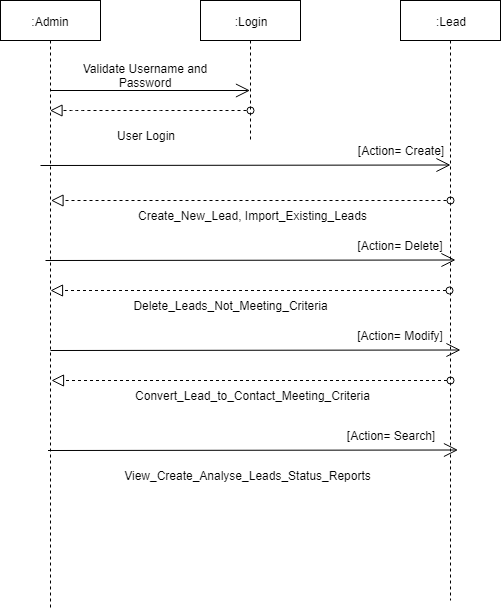 :Admin
:Login
:Lead
Validate Username and
Password
User Login
[Action= Create]
Create_New_Lead, Import_Existing_Leads
[Action= Delete]
Delete_Leads_Not_Meeting_Criteria
[Action= Modify]
Convert_Lead_to_Contact_Meeting_Criteria
[Action= Search]
View_Create_Analyse_Leads_Status_Reports